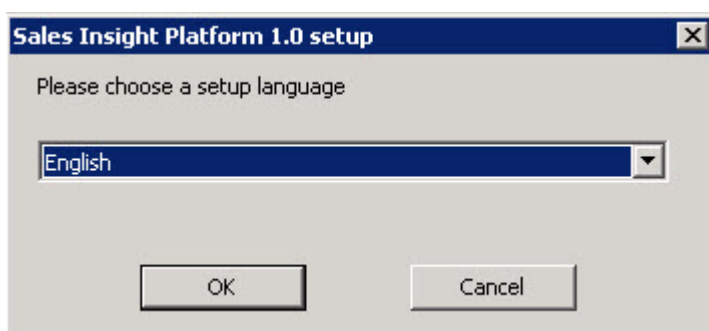 Sales Insight Platform 1.0 setup
Please choose a setup language
English
OK
Cancel